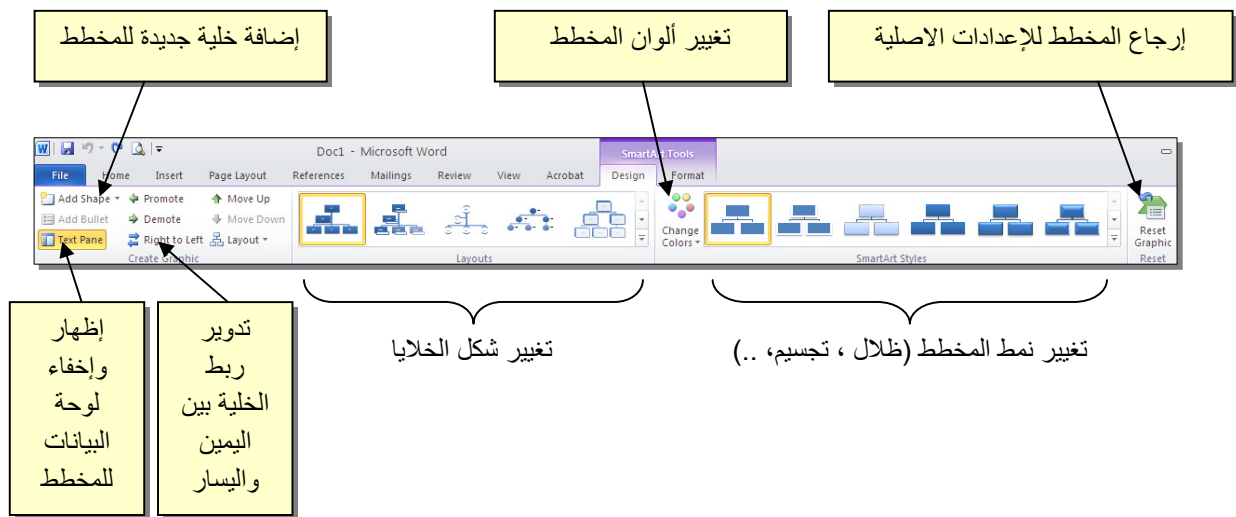 إضافة خلية جديدة للمخطط
تغيير ألوان المخطط
إرجاع المخطط للإعدادات الاصلية
Doc1 - Microsoft Word
SmartArt Tools
File Home Insert Page Layout References Mailings Review View Acrobat Design Format
Add Shape Promote Move Up
Add Bullet Demote Move Down
Text Pane Right to Left Layout
Change
Colors
Reset
Graphic
Create Graphic Layouts SmartArt Styles Reset
إظهار
وإخفاء
لوحة
البيانات
للمخطط
تدوير
ربط
الخلية بين
اليمين
واليسار
تغيير شكل الخلايا
تغيير نمط المخطط (ظلال ، تجسيم، ..)